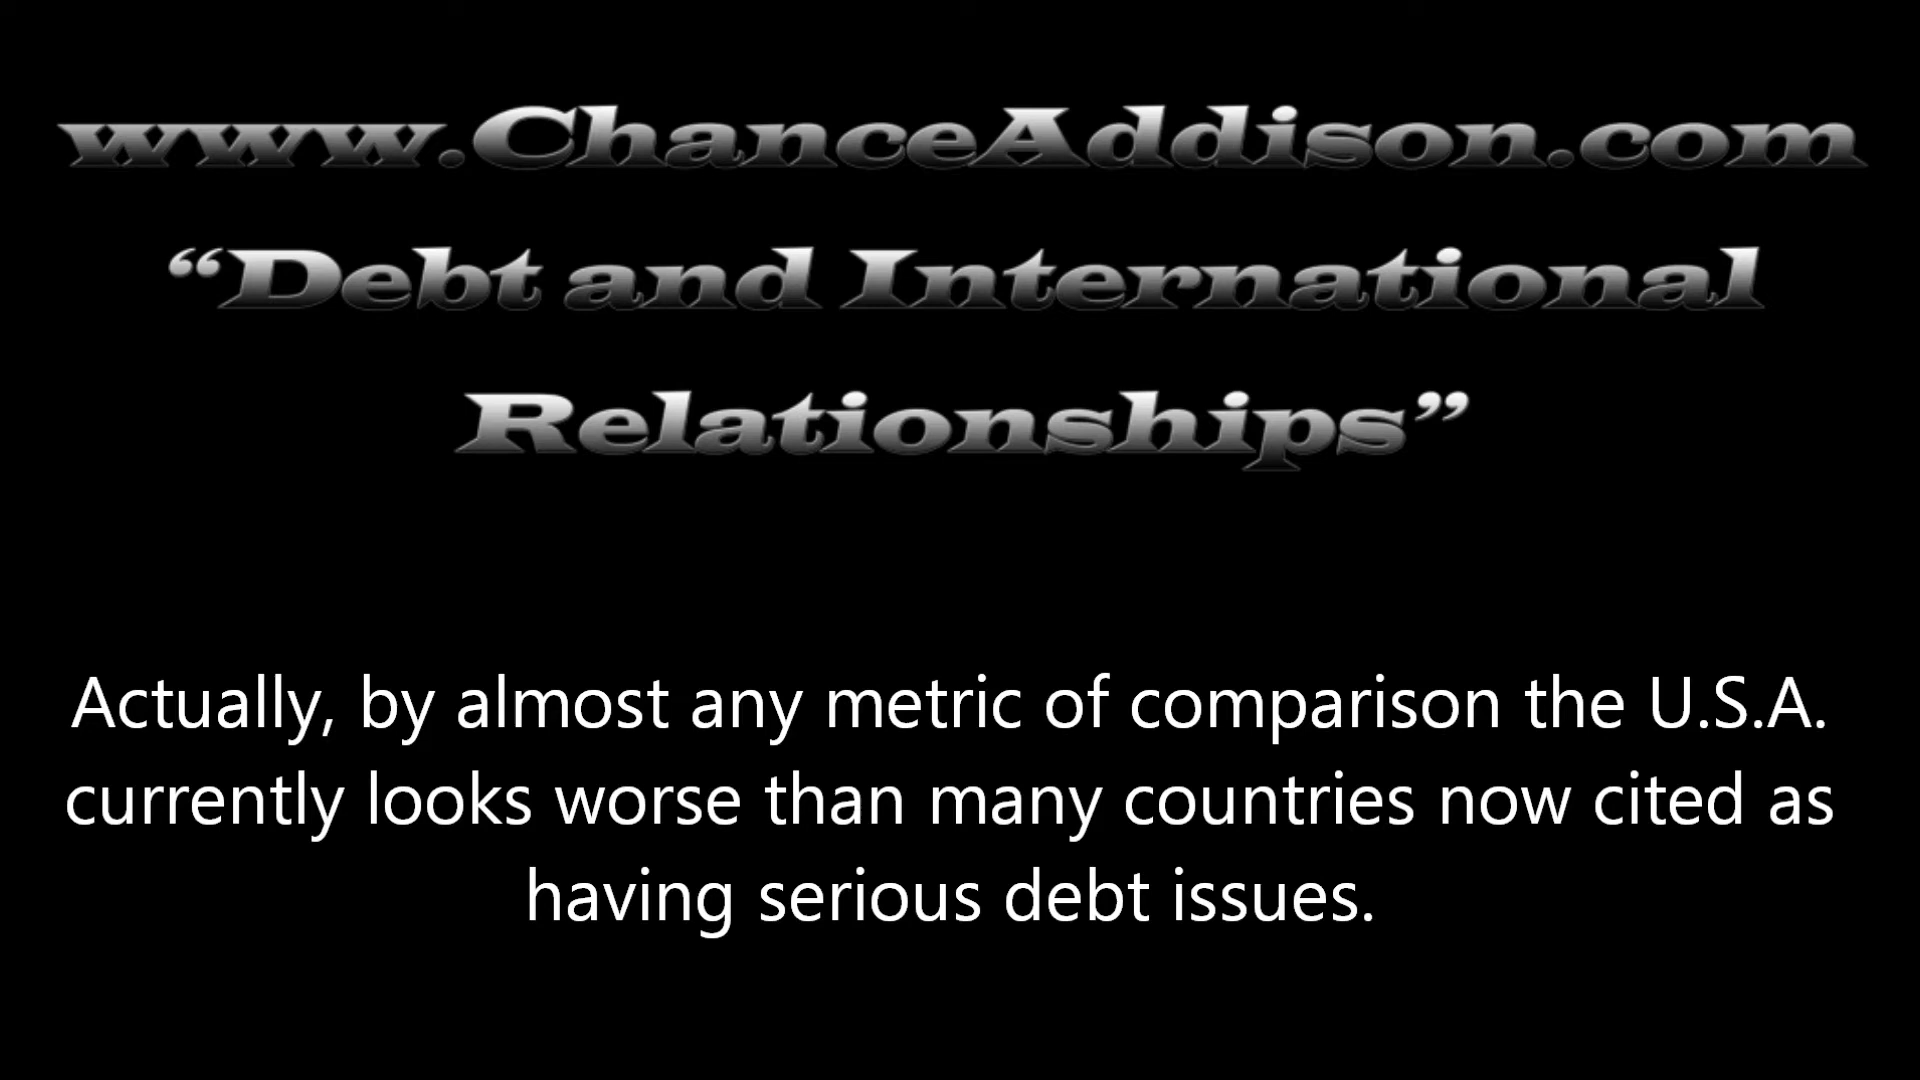 www.ChanceAddison.com
“Debt and International
Relationships”
Actually, by almost any metric of comparison the U.S.A.
currently looks worse than many countries now cited as
having serious debt issues.